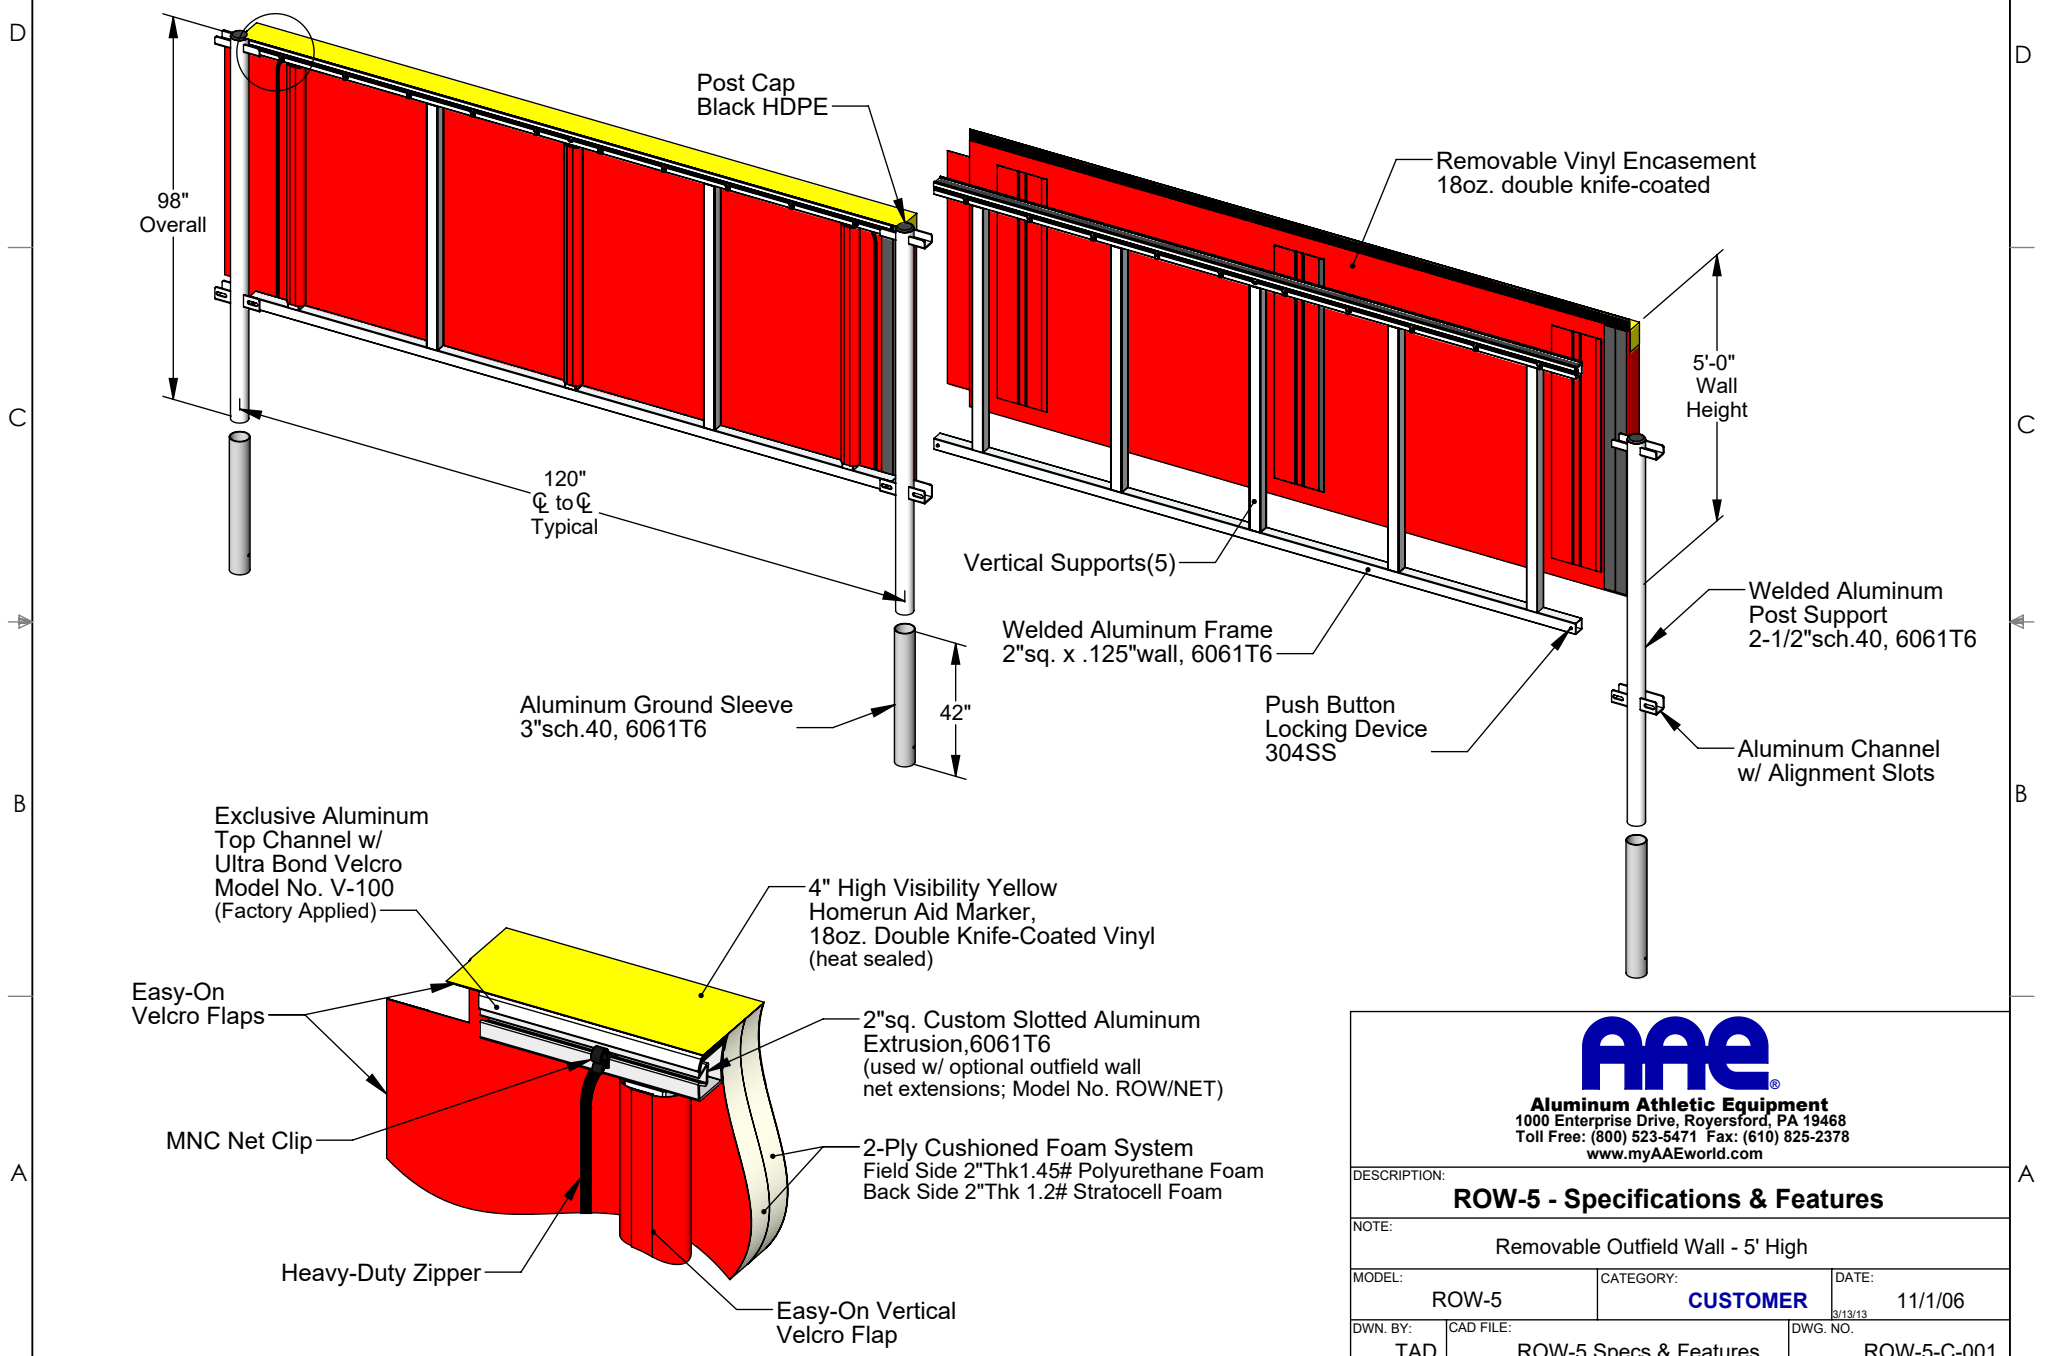 D
D
C
C
B
B
A
A
98"
Overall
Post Cap
Black HDPE
Removable Vinyl Encasement
18oz. double knife-coated
5'-0"
Wall
Height
120"
℄ to ℄
Typical
Vertical Supports(5)
Welded Aluminum Frame
2"sq. x .125"wall, 6061T6
Welded Aluminum
Post Support
2-1/2"sch.40, 6061T6
Aluminum Ground Sleeve
3"sch.40, 6061T6
42"
Push Button
Locking Device
304SS
Aluminum Channel
w/ Alignment Slots
Exclusive Aluminum
Top Channel w/
Ultra Bond Velcro
Model No. V-100
(Factory Applied)
4" High Visibility Yellow
Homerun Aid Marker,
18oz. Double Knife-Coated Vinyl
(heat sealed)
Easy-On
Velcro Flaps
2"sq. Custom Slotted Aluminum
Extrusion,6061T6
(used w/ optional outfield wall
net extensions; Model No. ROW/NET)
MNC Net Clip
2-Ply Cushioned Foam System
Field Side 2"Thk1.45# Polyurethane Foam
Back Side 2"Thk 1.2# Stratocell Foam
Heavy-Duty Zipper
Easy-On Vertical
Velcro Flap
AAE®
Aluminum Athletic Equipment
1000 Enterprise Drive, Royersford, PA 19468
Toll Free: (800) 523-5471 Fax: (610) 825-2378
www.myAAEworld.com
DESCRIPTION:
ROW-5 - Specifications & Features
NOTE:
Removable Outfield Wall - 5' High
MODEL:
ROW-5
CATEGORY:
CUSTOMER
DATE:
3/13/13
11/1/06
DWN. BY:
TAD
CAD FILE:
ROW-5 Specs & Features
DWG. NO.
ROW-5-C-001